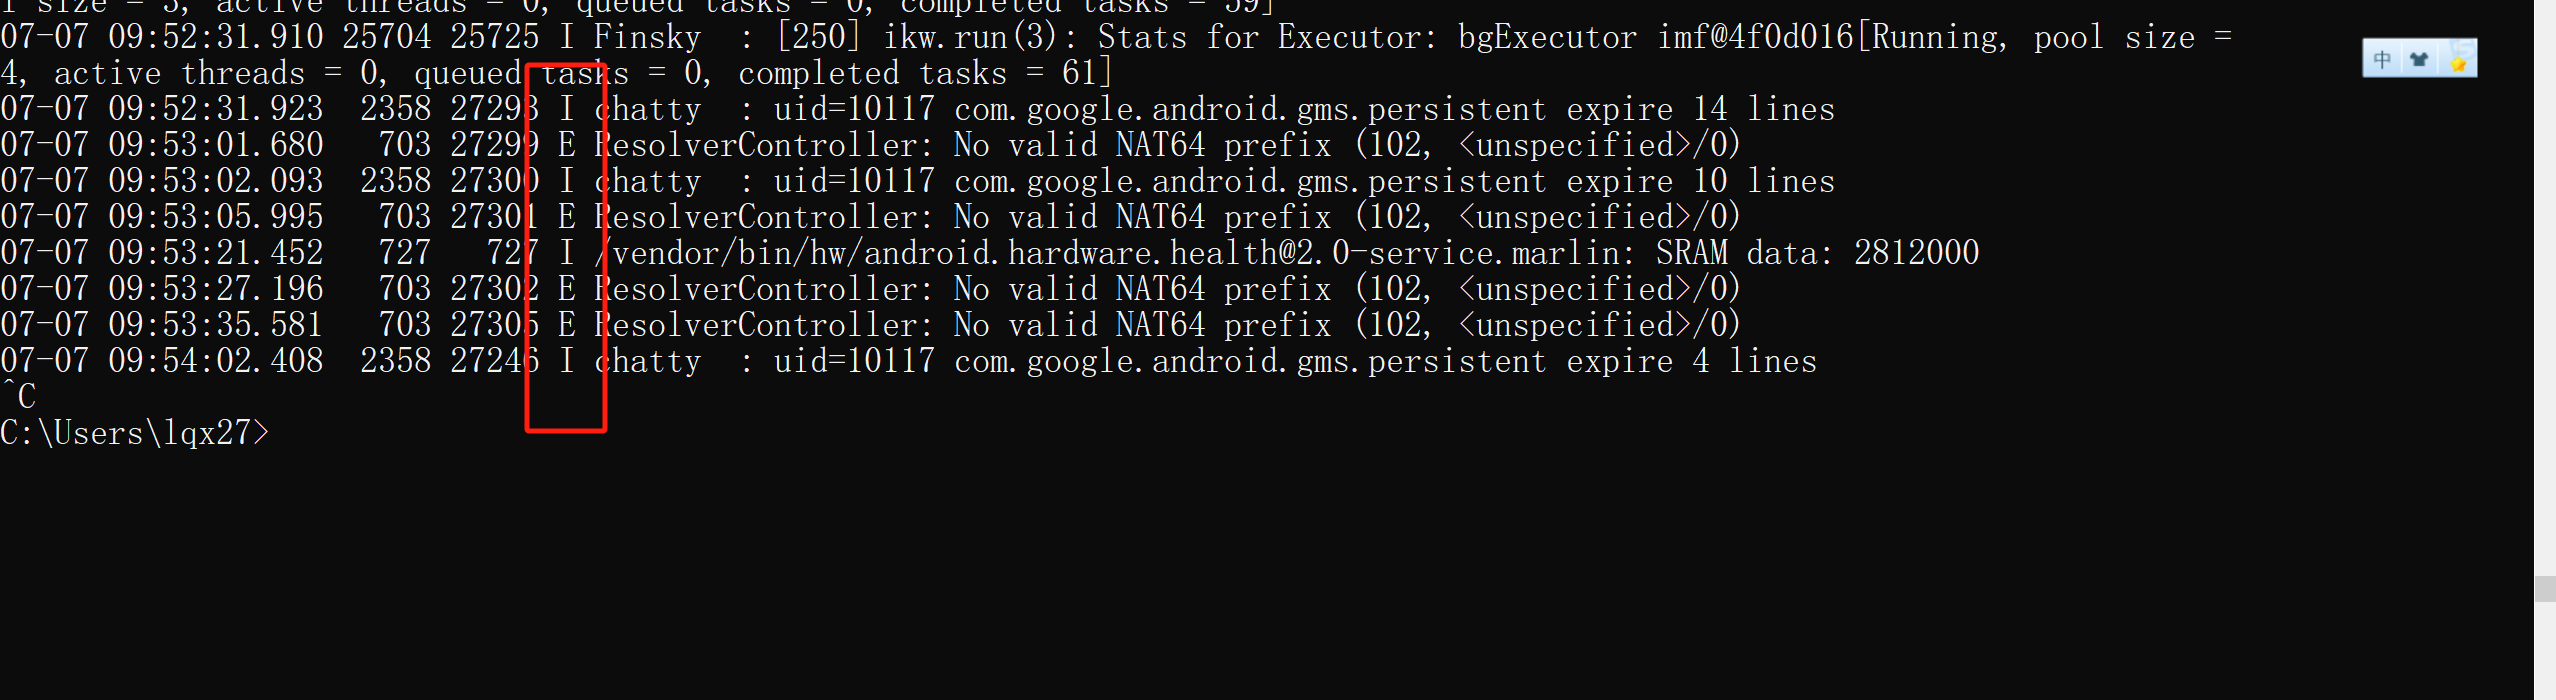 l size = 3, active threads = 0, queued tasks = 0, completed tasks = 59]
07-07 09:52:31.910 25704 25725 I Finsky  : [250] ikw.run(3): Stats for Executor: bgExecutor imf@4f0d016[Running, pool size =
4, active threads = 0, queued tasks = 0, completed tasks = 61]
07-07 09:52:31.923  2358 27293 I chatty  : uid=10117 com.google.android.gms.persistent expire 14 lines
07-07 09:53:01.680   703 27299 E ResolverController: No valid NAT64 prefix (102, <unspecified>/0)
07-07 09:53:02.093  2358 27300 I chatty  : uid=10117 com.google.android.gms.persistent expire 10 lines
07-07 09:53:05.995   703 27301 E ResolverController: No valid NAT64 prefix (102, <unspecified>/0)
07-07 09:53:21.452   727   727 I /vendor/bin/hw/android.hardware.health@2.0-service.marlin: SRAM data: 2812000
07-07 09:53:27.196   703 27302 E ResolverController: No valid NAT64 prefix (102, <unspecified>/0)
07-07 09:53:35.581   703 27305 E ResolverController: No valid NAT64 prefix (102, <unspecified>/0)
07-07 09:54:02.408  2358 27246 I chatty  : uid=10117 com.google.android.gms.persistent expire 4 lines
^C
C:\Users\lqx27>
中